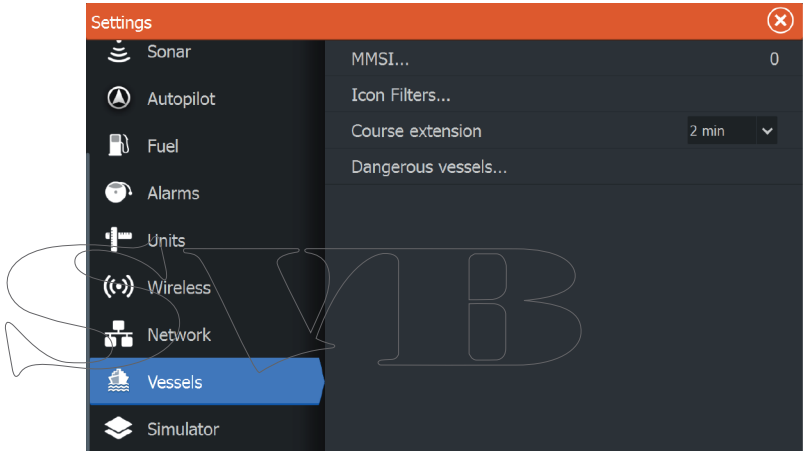 Settings
Sonar
Autopilot
Fuel
Alarms
Units
Wireless
Network
Vessels
Simulator
MMSI... 0
Icon Filters...
Course extension 2 min
Dangerous vessels...
SVB